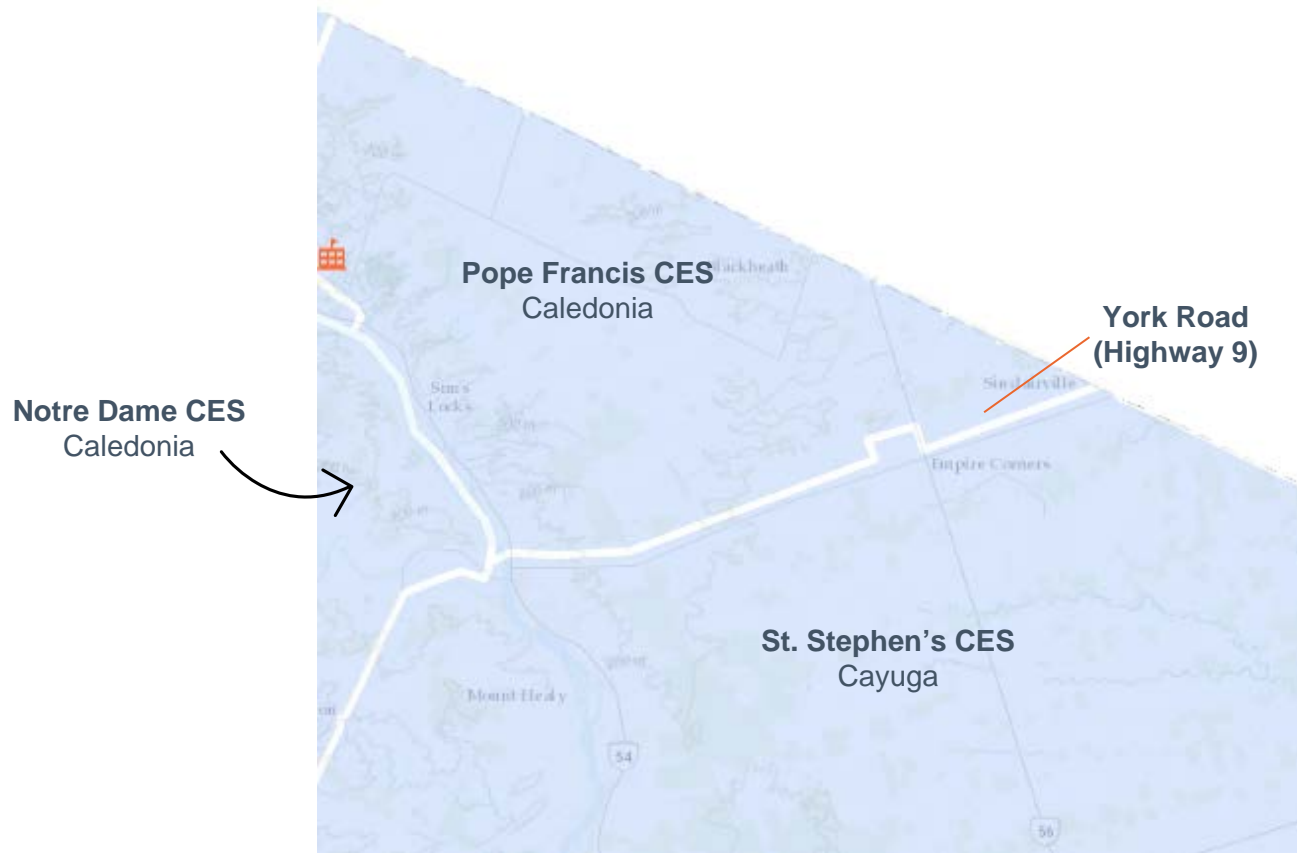 Pope Francis CES
Caledonia
York Road
(Highway 9)
Sim's
Locks
Notre Dame CES
Caledonia
Empire Corners
St. Stephen's CES
Cayuga
Mount Healy
54
56